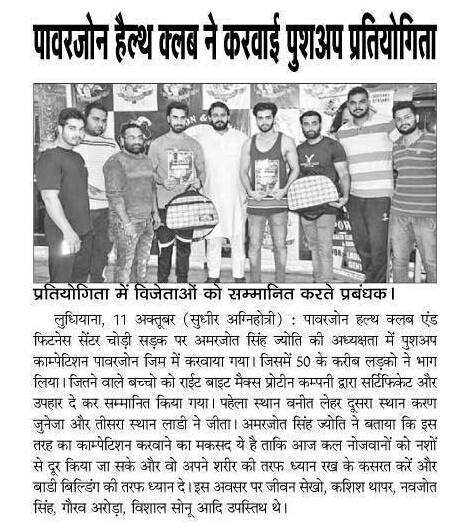 पावरजोन हैल्थ क्लब ने करवाई पुशअप प्रतियोगिता
प्रतियोगिता में विजेताओं को सम्मानित करते प्रबंधक।
लुधियाना, 11 अक्तूबर (सुधीर अग्निहोत्री) : पावरजोन हल्थ क्लब एंड
फिटनेस सेंटर चोड़ी सड़क पर अमरजोत सिंह ज्योति की अध्यक्षता में पुशअप
काम्पेटिशन पावरजोन जिम में करवाया गया। जिसमें 50 के करीब लड़को ने भाग
लिया। जितने वाले बच्चो को राईट बाइट मैक्स प्रोटीन कम्पनी द्वारा सर्टिफिकेट और
उपहार दे कर सम्मानित किया गया। पहेला स्थान वनीत लेहर दूसरा स्थान करण
जुनेजा और तीसरा स्थान लाडी ने जीता। अमरजोत सिंह ज्योति ने बताया कि इस
तरह का काम्पेटिशन करवाने का मकसद ये है ताकि आज कल नोजवानों को नशों
से दूर किया जा सके और वो अपने शरीर की तरफ ध्यान रख के कसरत करें और
बाडी बिल्डिंग की तरफ ध्यान दे। इस अवसर पर जीवन सेखो, कशिश थापर, नवजोत
सिंह, गौरव अरोड़ा, विशाल सोनू आदि उपस्तिथ थे।